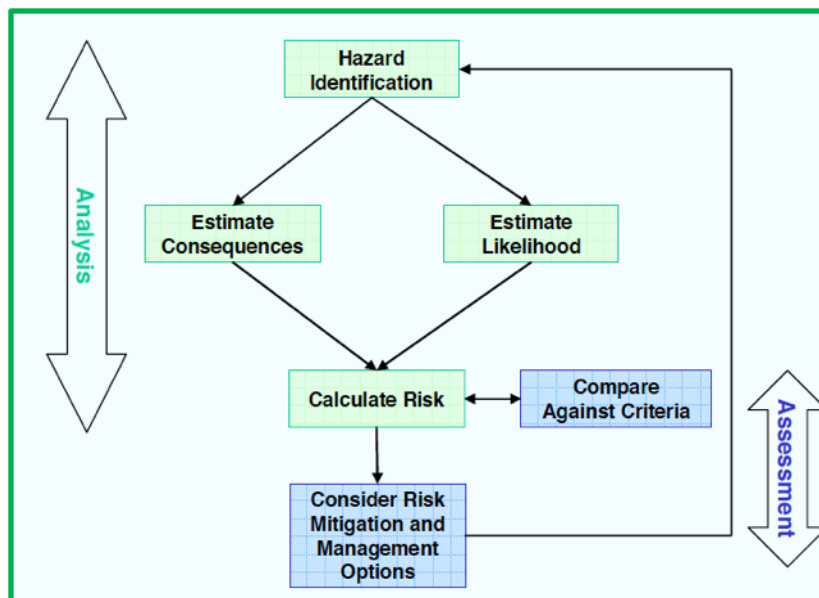 Hazard
Identification
Analysis
Estimate
Consequences
Estimate
Likelihood
Calculate Risk
Compare
Against Criteria
Assessment
Consider Risk
Mitigation and
Management
Options